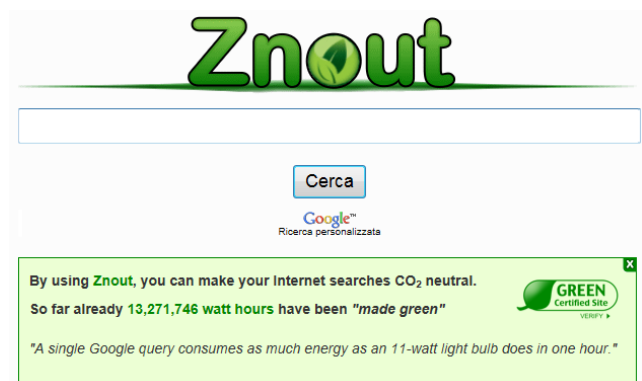 Znout
Cerca
Google™
Ricerca personalizzata
x
By using Znout, you can make your Internet searches CO₂ neutral.
So far already 13,271,746 watt hours have been "made green"
GREEN
Certified Site
VERIFY
"A single Google query consumes as much energy as an 11-watt light bulb does in one hour."